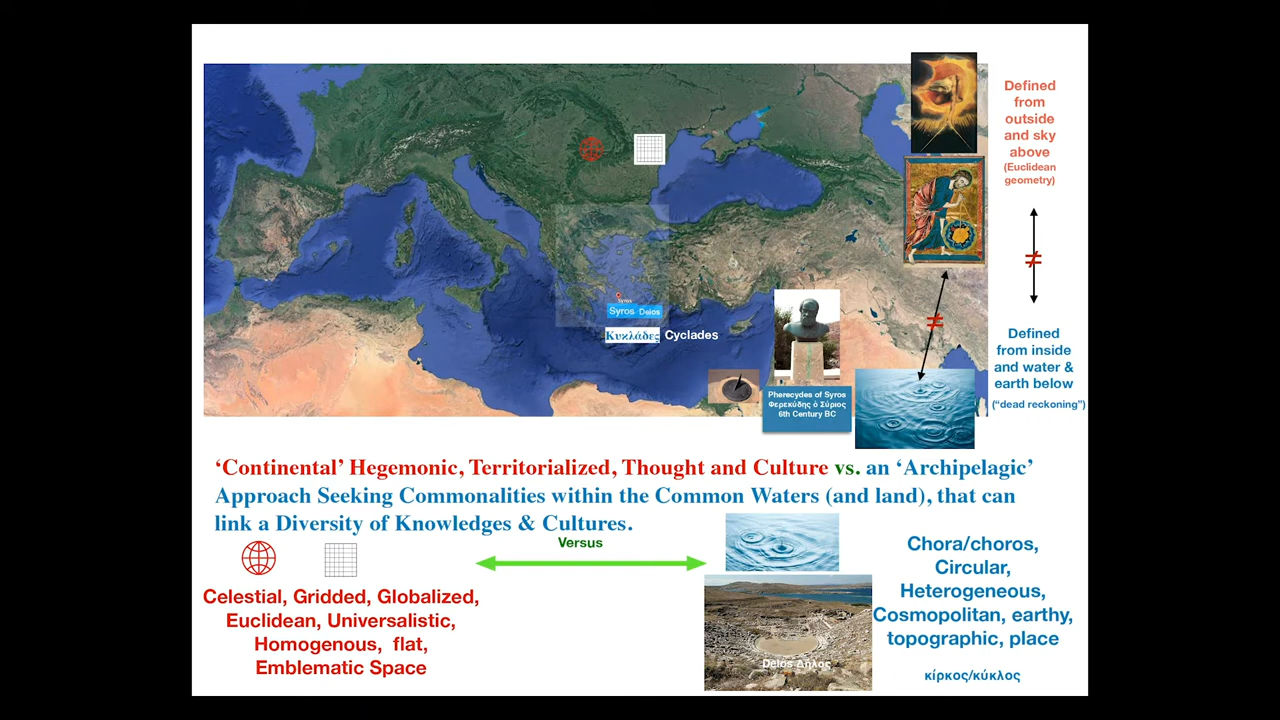 Defined
from
outside
and sky
above
(Euclidean
geometry)
≠
≠
Syros
Syros Delos
Κυκλάδες Cyclades
Defined
from inside
and water &
earth below
(“dead reckoning”)
Pherecydes of Syros
Φερεκύδης ὁ Σύριος
6th Century BC
‘Continental’ Hegemonic, Territorialized, Thought and Culture vs. an ‘Archipelagic’
Approach Seeking Commonalities within the Common Waters (and land), that can
link a Diversity of Knowledges & Cultures.
Versus
Celestial, Gridded, Globalized,
Euclidean, Universalistic,
Homogenous, flat,
Emblematic Space
Delos Δήλος
Chora/choros,
Circular,
Heterogeneous,
Cosmopolitan, earthy,
topographic, place
κίρκος/κύκλος